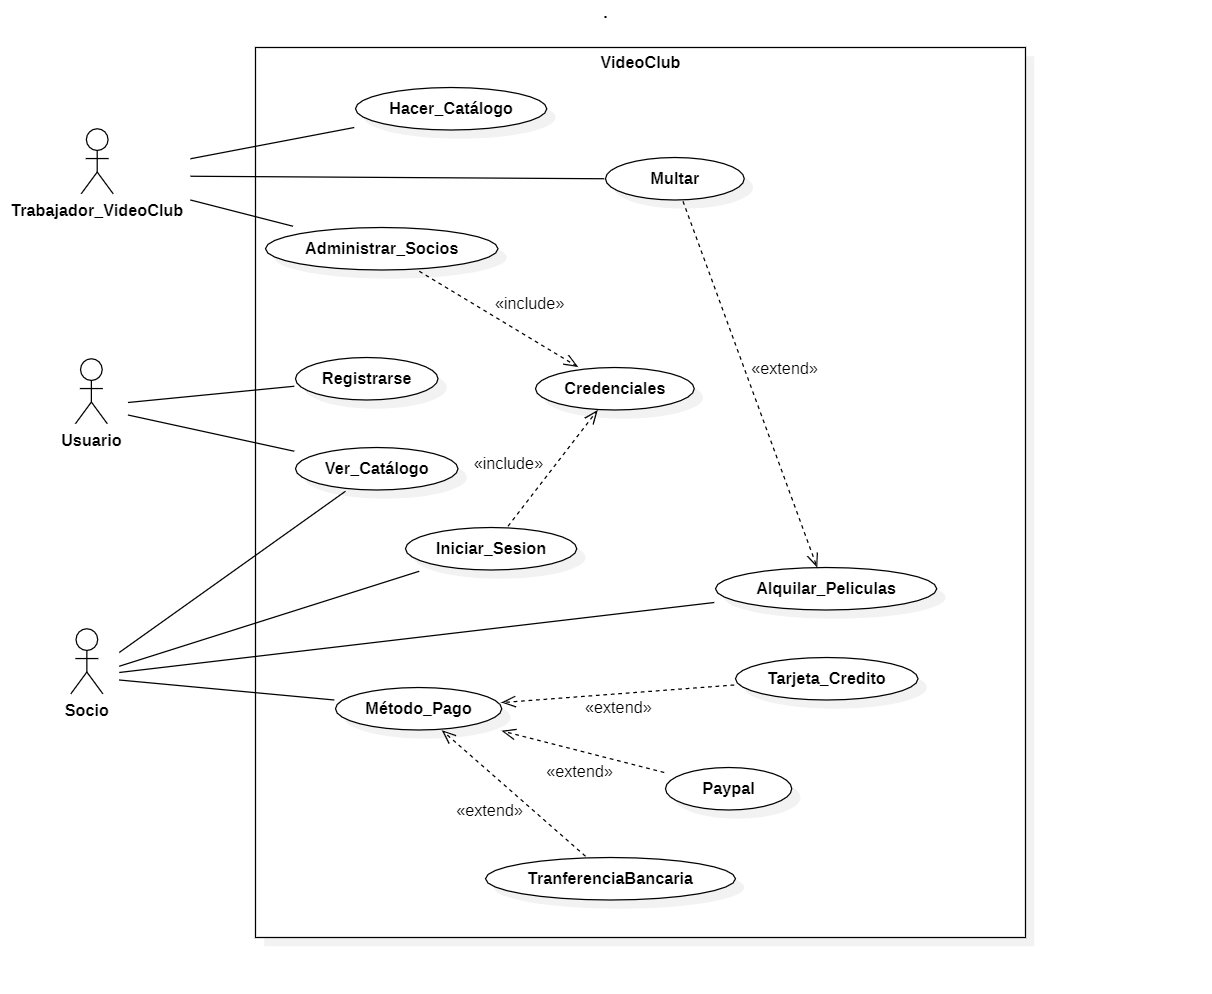 .
VideoClub
Hacer_Catálogo
Multar
Trabajador_VideoClub
Administrar_Socios
«include»
«extend»
Registrarse
Credenciales
Usuario
Ver_Catálogo
«include»
Iniciar_Sesion
Alquilar_Peliculas
Tarjeta_Credito
Socio
Método_Pago
«extend»
«extend»
Paypal
«extend»
TranferenciaBancaria